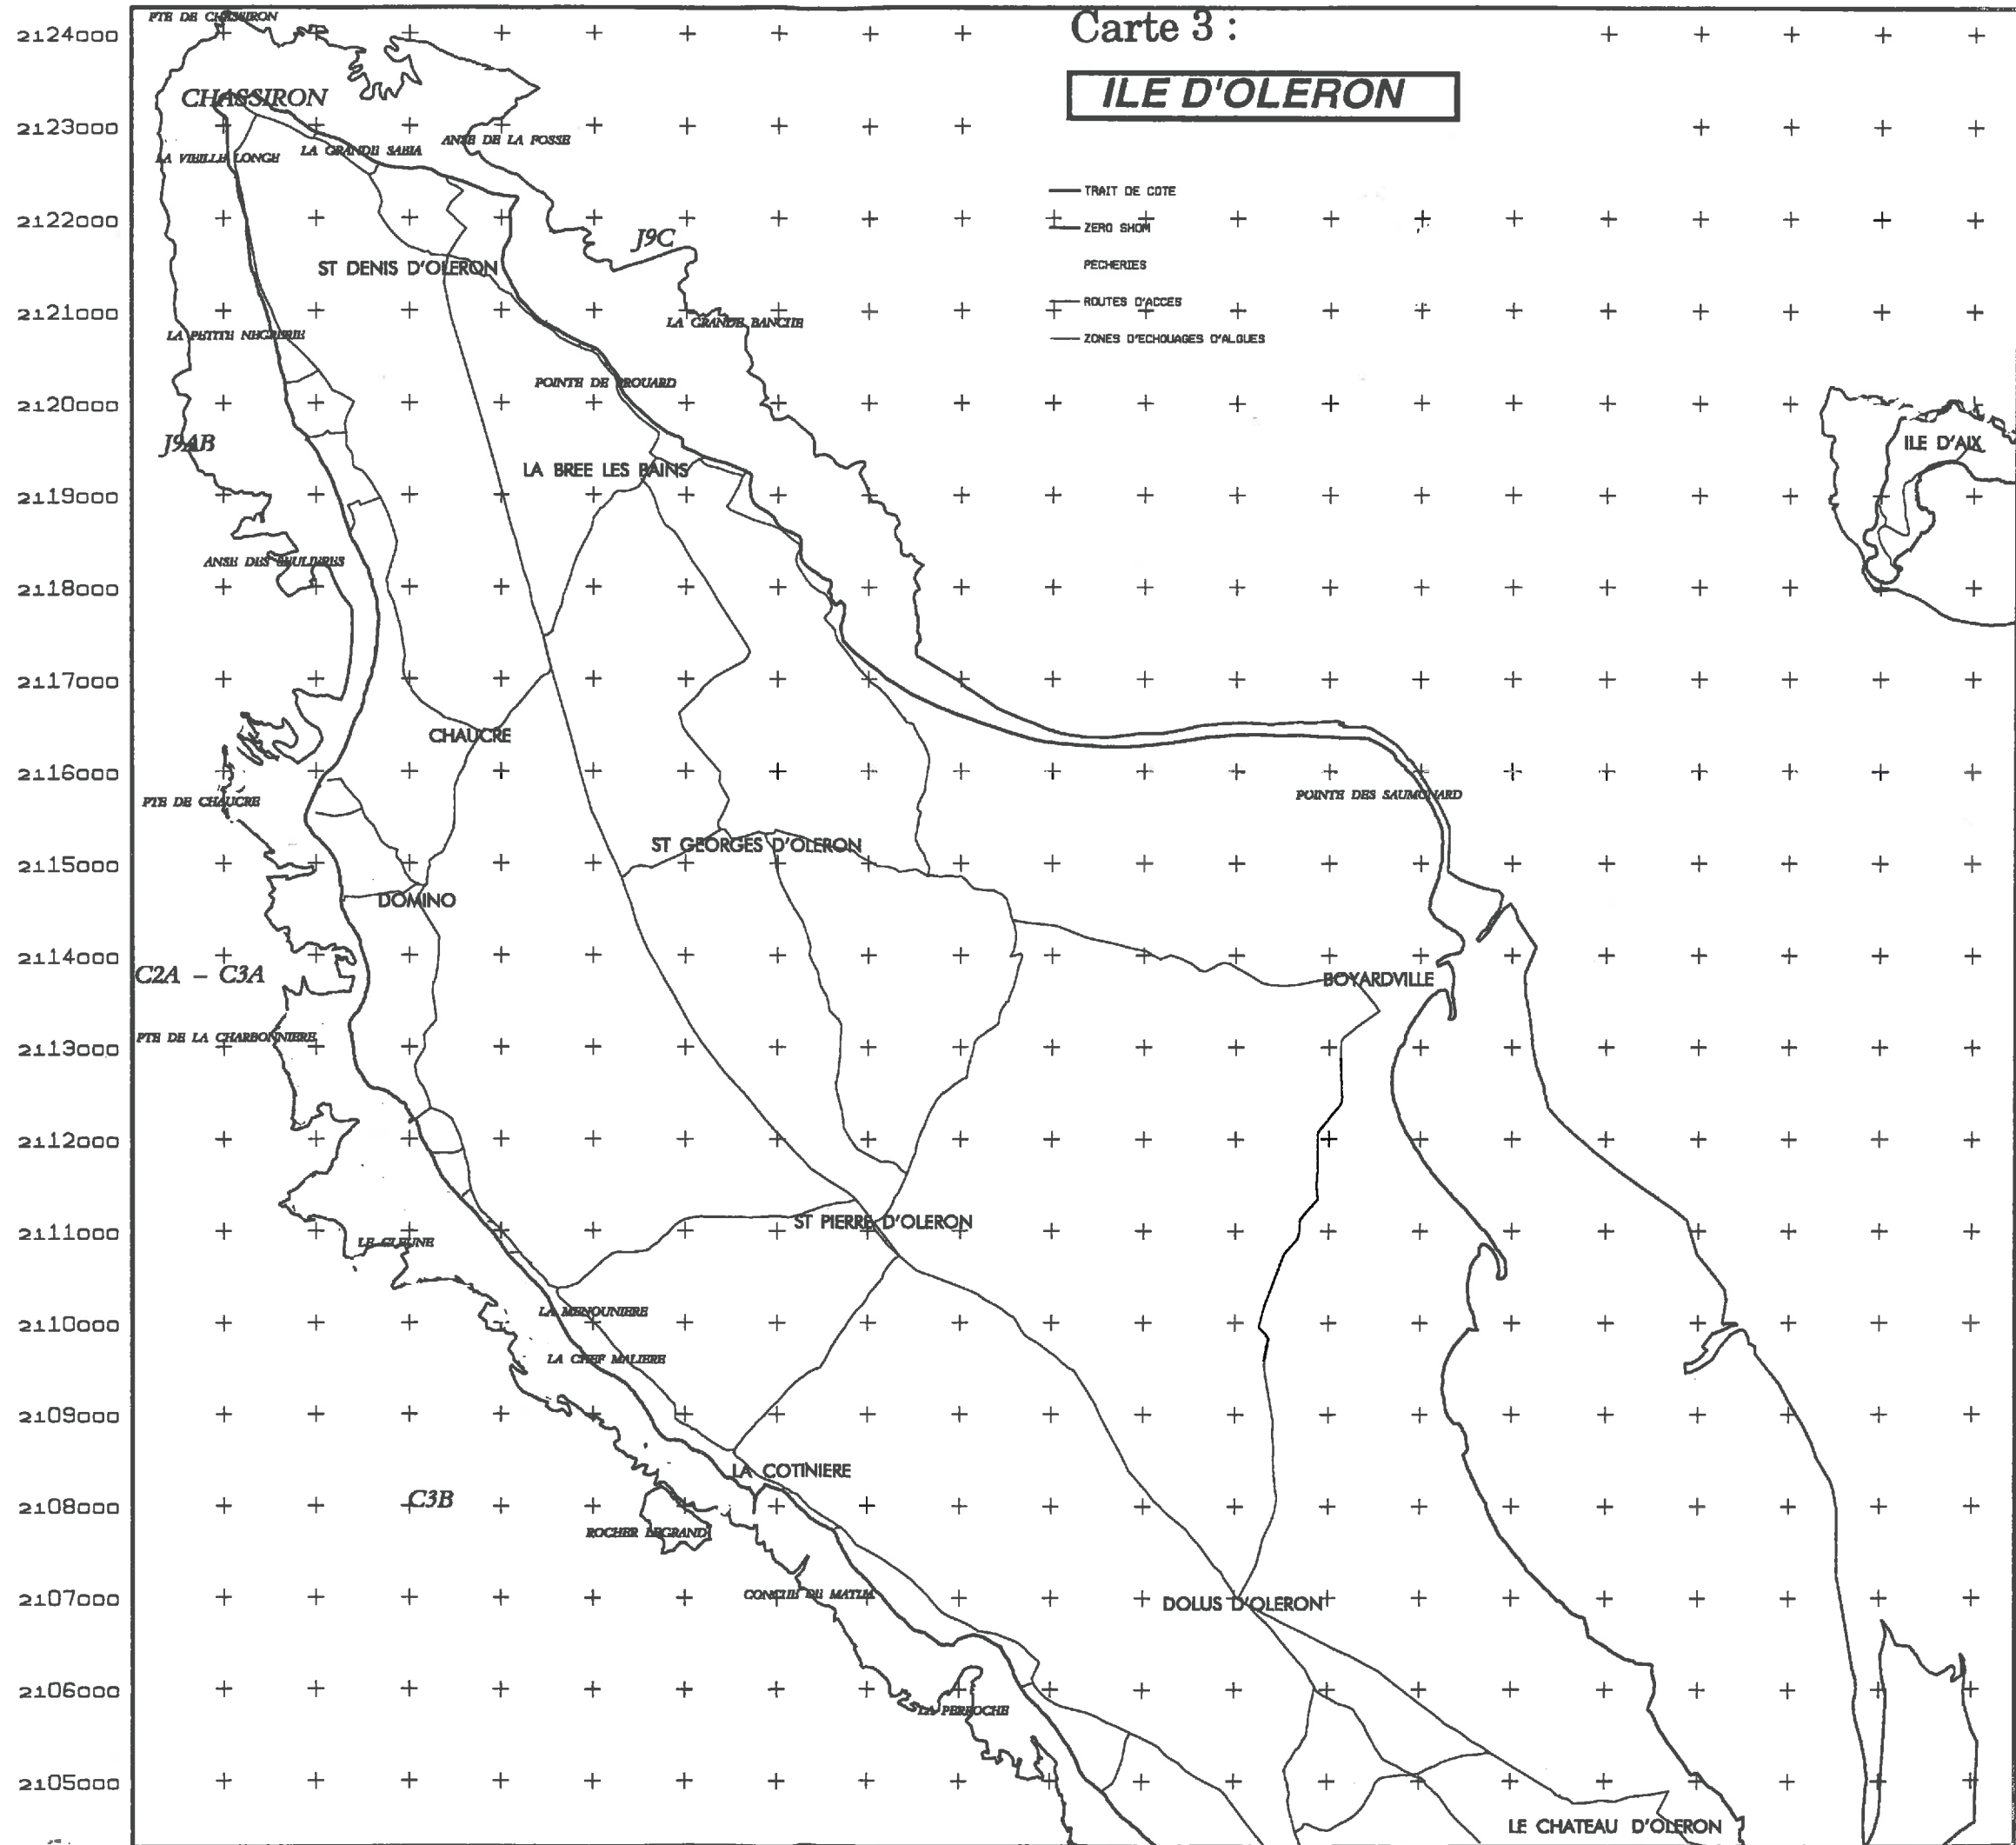 PTE DE CHASSIRON
Carte 3 :
2124000
ILE D'OLERON
CHASSIRON
2123000
ANSE DE LA FOSSE
LA VIEILLE LONGE
LA GRANDE SABIA
TRAIT DE COTE
2122000
ZERO SHOM
J9C
ST DENIS D'OLERON
PECHERIES
ROUTES D'ACCES
2121000
LA GRANDE BANCHE
LA PETITE NEGRERIE
ZONES D'ECHOUAGES D'ALGUES
POINTE DE PROUARD
2120000
J9AB
ILE D'AIX
LA BREE LES BAINS
2119000
ANSE DES SEULIERES
2118000
2117000
CHAUCRE
2116000
PTE DE CHAUCRE
POINTE DES SAUMONARD
ST GEORGES D'OLERON
2115000
DOMINO
2114000
C2A – C3A
BOYARDVILLE
PTE DE LA CHARBONNIERE
2113000
2112000
ST PIERRE D'OLERON
2111000
LE CLEUNE
LA MENOUNIERE
2110000
LA CHEF MALIERE
2109000
LA COTINIERE
C3B
2108000
ROCHER LEGRAND
CONCHE DU MATHA
2107000
DOLUS D'OLERON
2106000
LA PERROCHE
2105000
LE CHATEAU D'OLERON